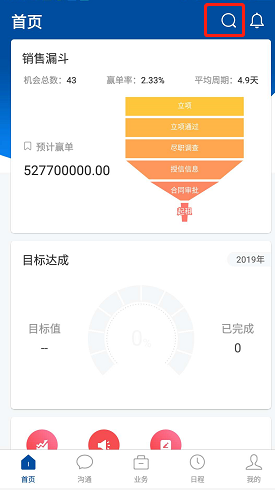 首页
销售漏斗
机会总数：43 赢单率：2.33% 平均周期：4.9天
立项
立项通过
尽职调查
授信信息
合同审批
起租
预计赢单
527700000.00
目标达成 2019年
目标值 0% 已完成
-- 0
首页 沟通 业务 日程 我的